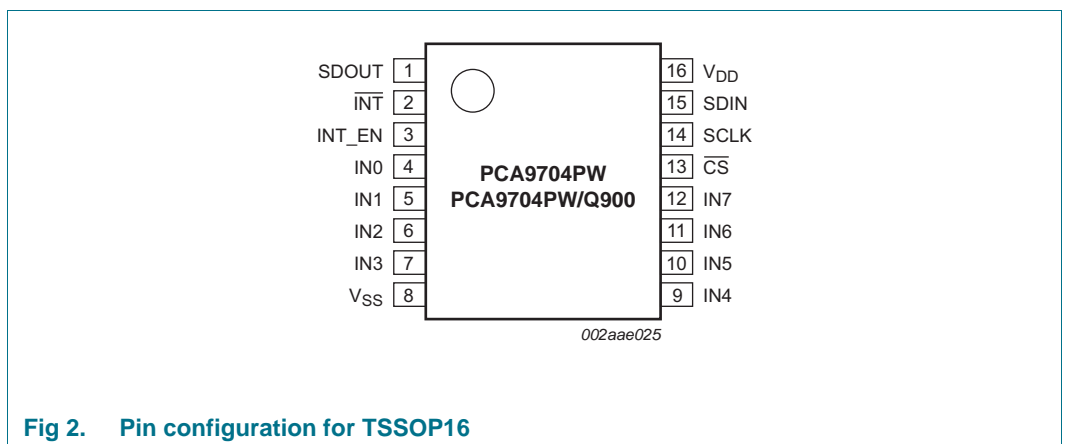 SDOUT 1
INT 2
INT_EN 3
IN0 4
IN1 5
IN2 6
IN3 7
VSS 8
PCA9704PW
PCA9704PW/Q900
16 VDD
15 SDIN
14 SCLK
13 CS
12 IN7
11 IN6
10 IN5
9 IN4
002aae025
Fig 2. Pin configuration for TSSOP16